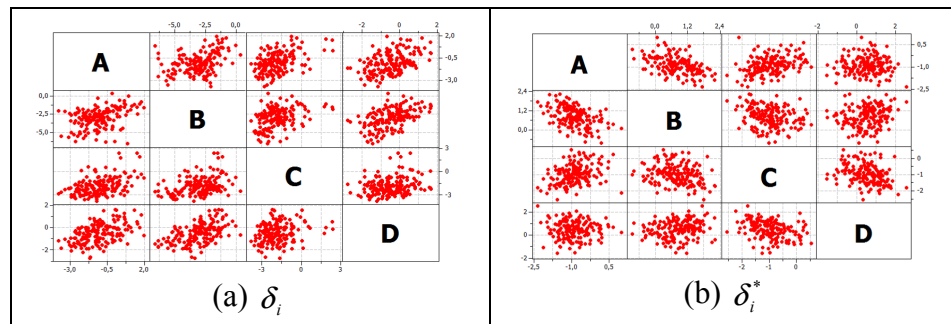 -5,0 -2,5 0,0 -2 0 2
A 2,0 -0,5 -3,0
0,0 -2,5 -5,0 B
C 3 0 -3
2 0 -2 D
-3,0 -0,5 2,0 -3 0 3
(a) δᵢ
0,0 1,2 2,4 -2 0 2
A 0,5 -1,0 -2,5
2,4 1,2 0,0 B
C 0 -1 -2
2 0 -2 D
-2,5 -1,0 0,5 -2 -1 0
(b) δᵢ*